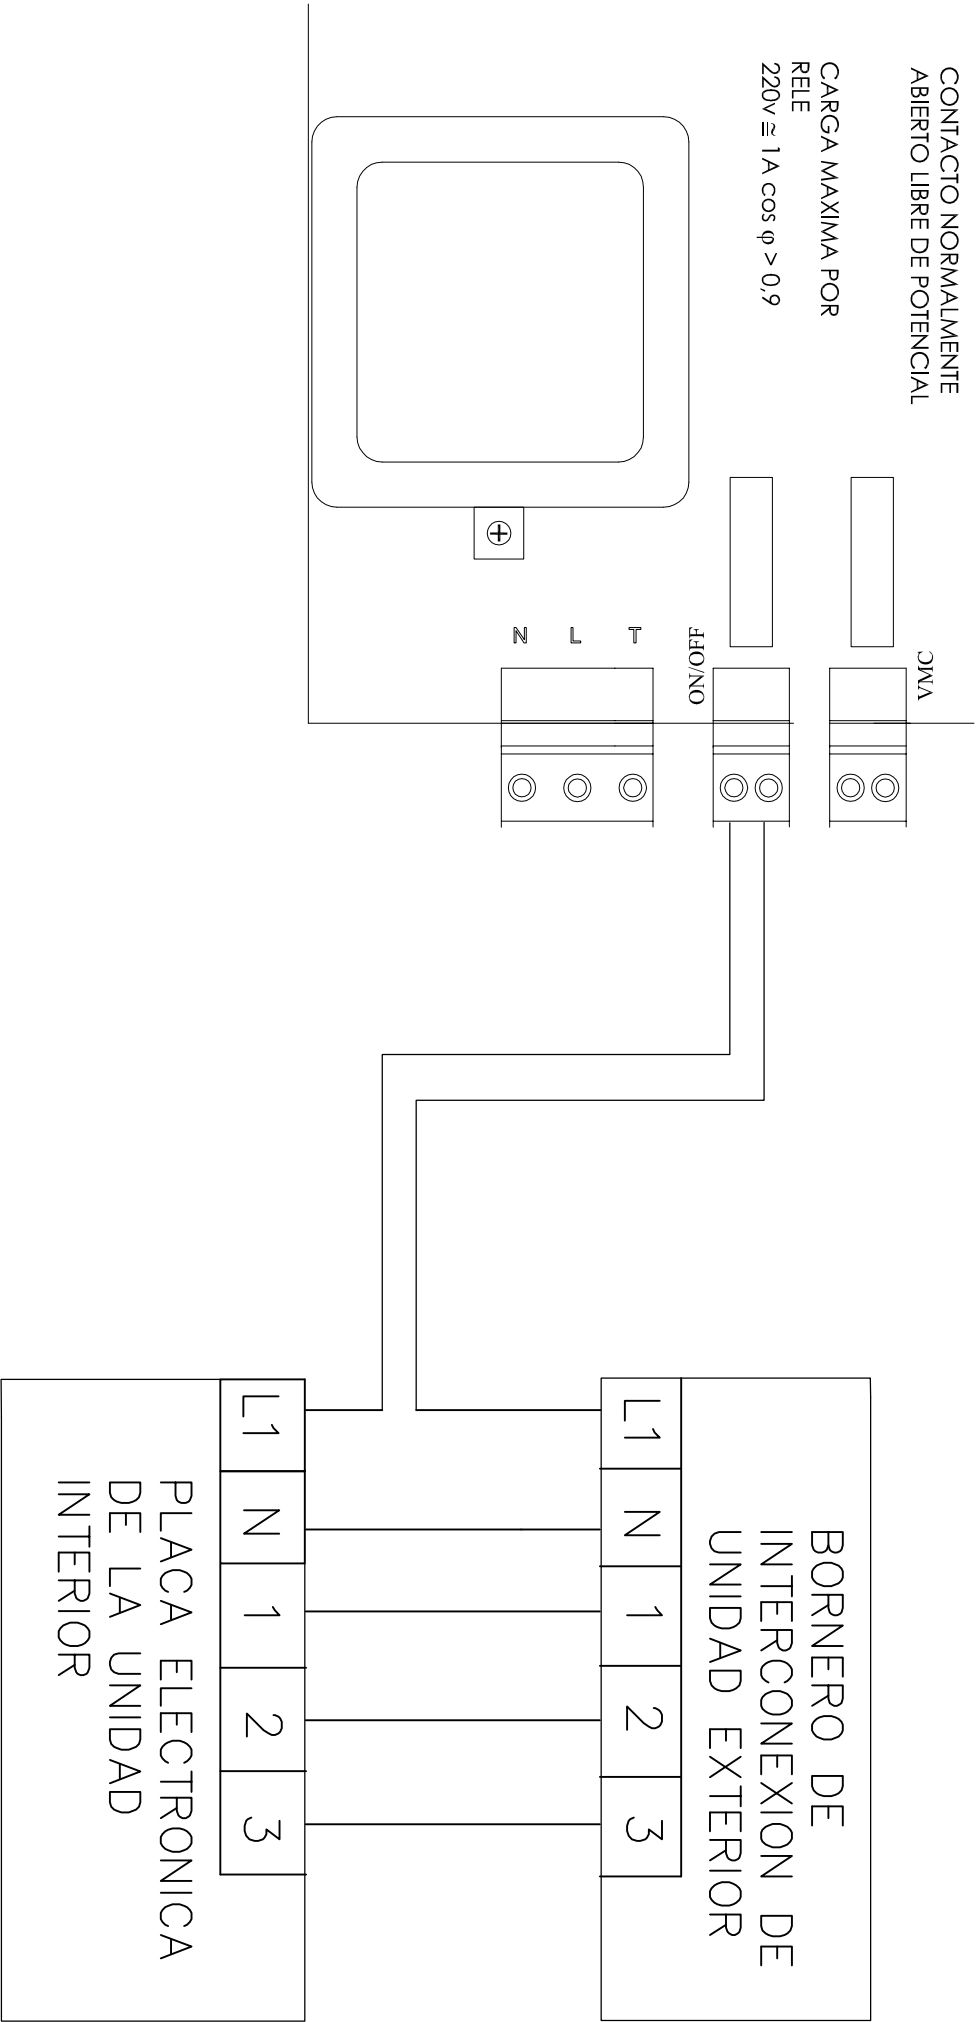 CONTACTO NORMALMENTE
ABIERTO LIBRE DE POTENCIAL
CARGA MAXIMA POR
RELE
220v ≅ 1A cos φ > 0,9
VMC
ON/OFF
T
L
N
BORNERO DE
INTERCONEXION DE
UNIDAD EXTERIOR
L1 N 1 2 3
L1 N 1 2 3
PLACA ELECTRONICA
DE LA UNIDAD
INTERIOR